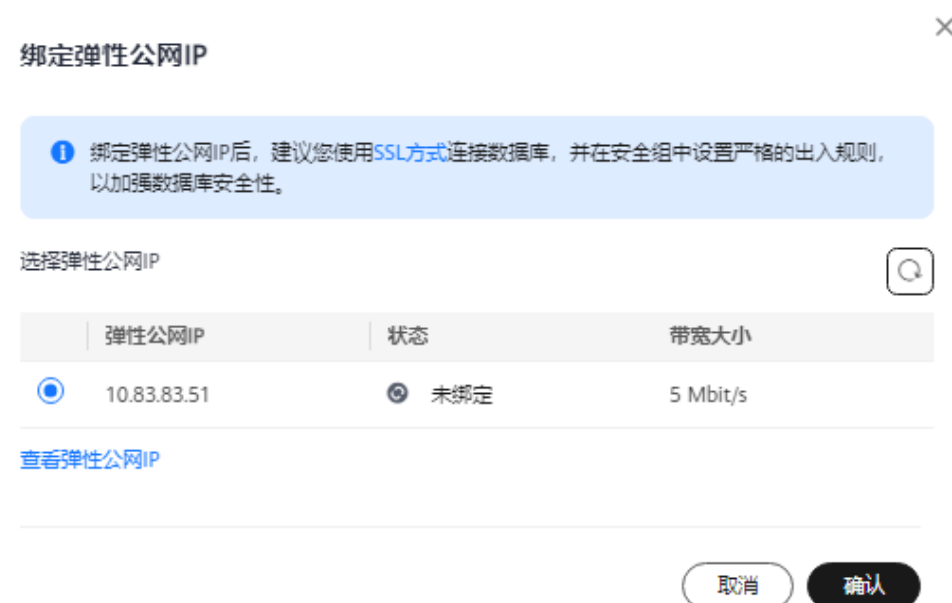 绑定弹性公网IP
绑定弹性公网IP后，建议您使用SSL方式连接数据库，并在安全组中设置严格的出入规则，
以加强数据库安全性。
选择弹性公网IP
弹性公网IP 状态 带宽大小
10.83.83.51 未绑定 5 Mbit/s
查看弹性公网IP
取消 确认